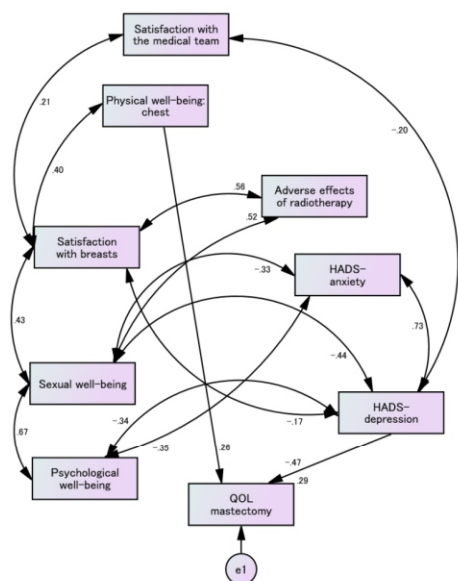 Satisfaction with
the medical team
.21
Physical well-being:
chest
-.20
.40
.56
Adverse effects
of radiotherapy
.52
Satisfaction
with breasts
-.33
HADS-
anxiety
.43
.73
-.44
Sexual well-being
HADS-
depression
-.34
-.17
.67
-.35
.26
-.47
Psychological
well-being
.29
QOL
mastectomy
e1